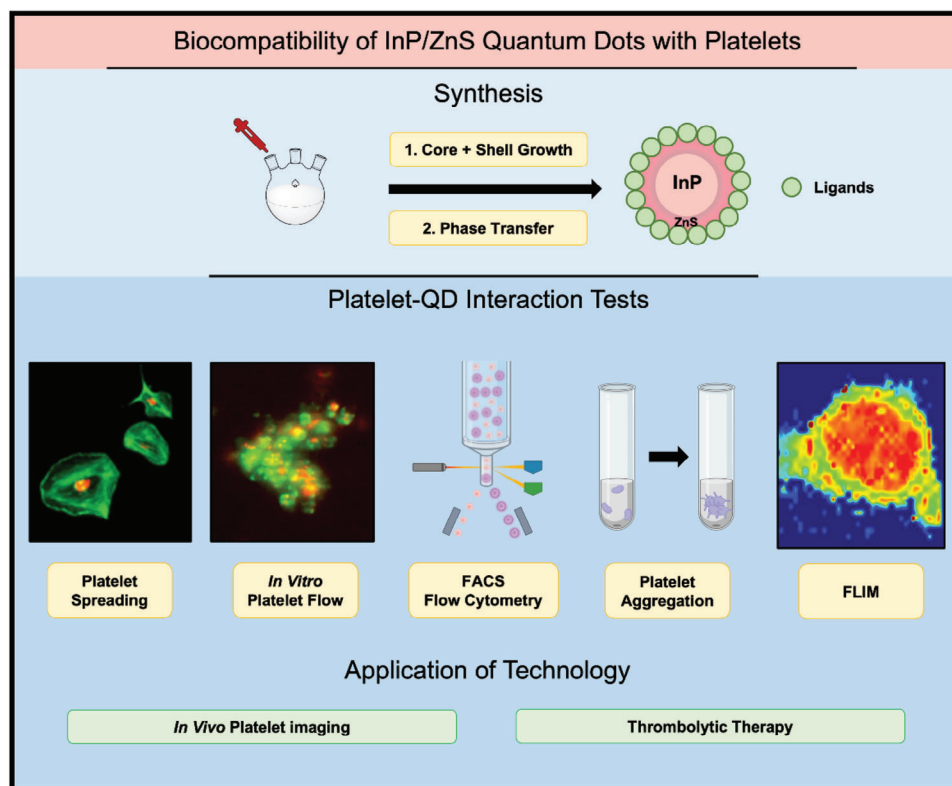 Biocompatibility of InP/ZnS Quantum Dots with Platelets
Synthesis
1. Core + Shell Growth
2. Phase Transfer
InP
ZnS
Ligands
Platelet-QD Interaction Tests
Platelet
Spreading
In Vitro
Platelet Flow
FACS
Flow Cytometry
Platelet
Aggregation
FLIM
Application of Technology
In Vivo Platelet imaging
Thrombolytic Therapy